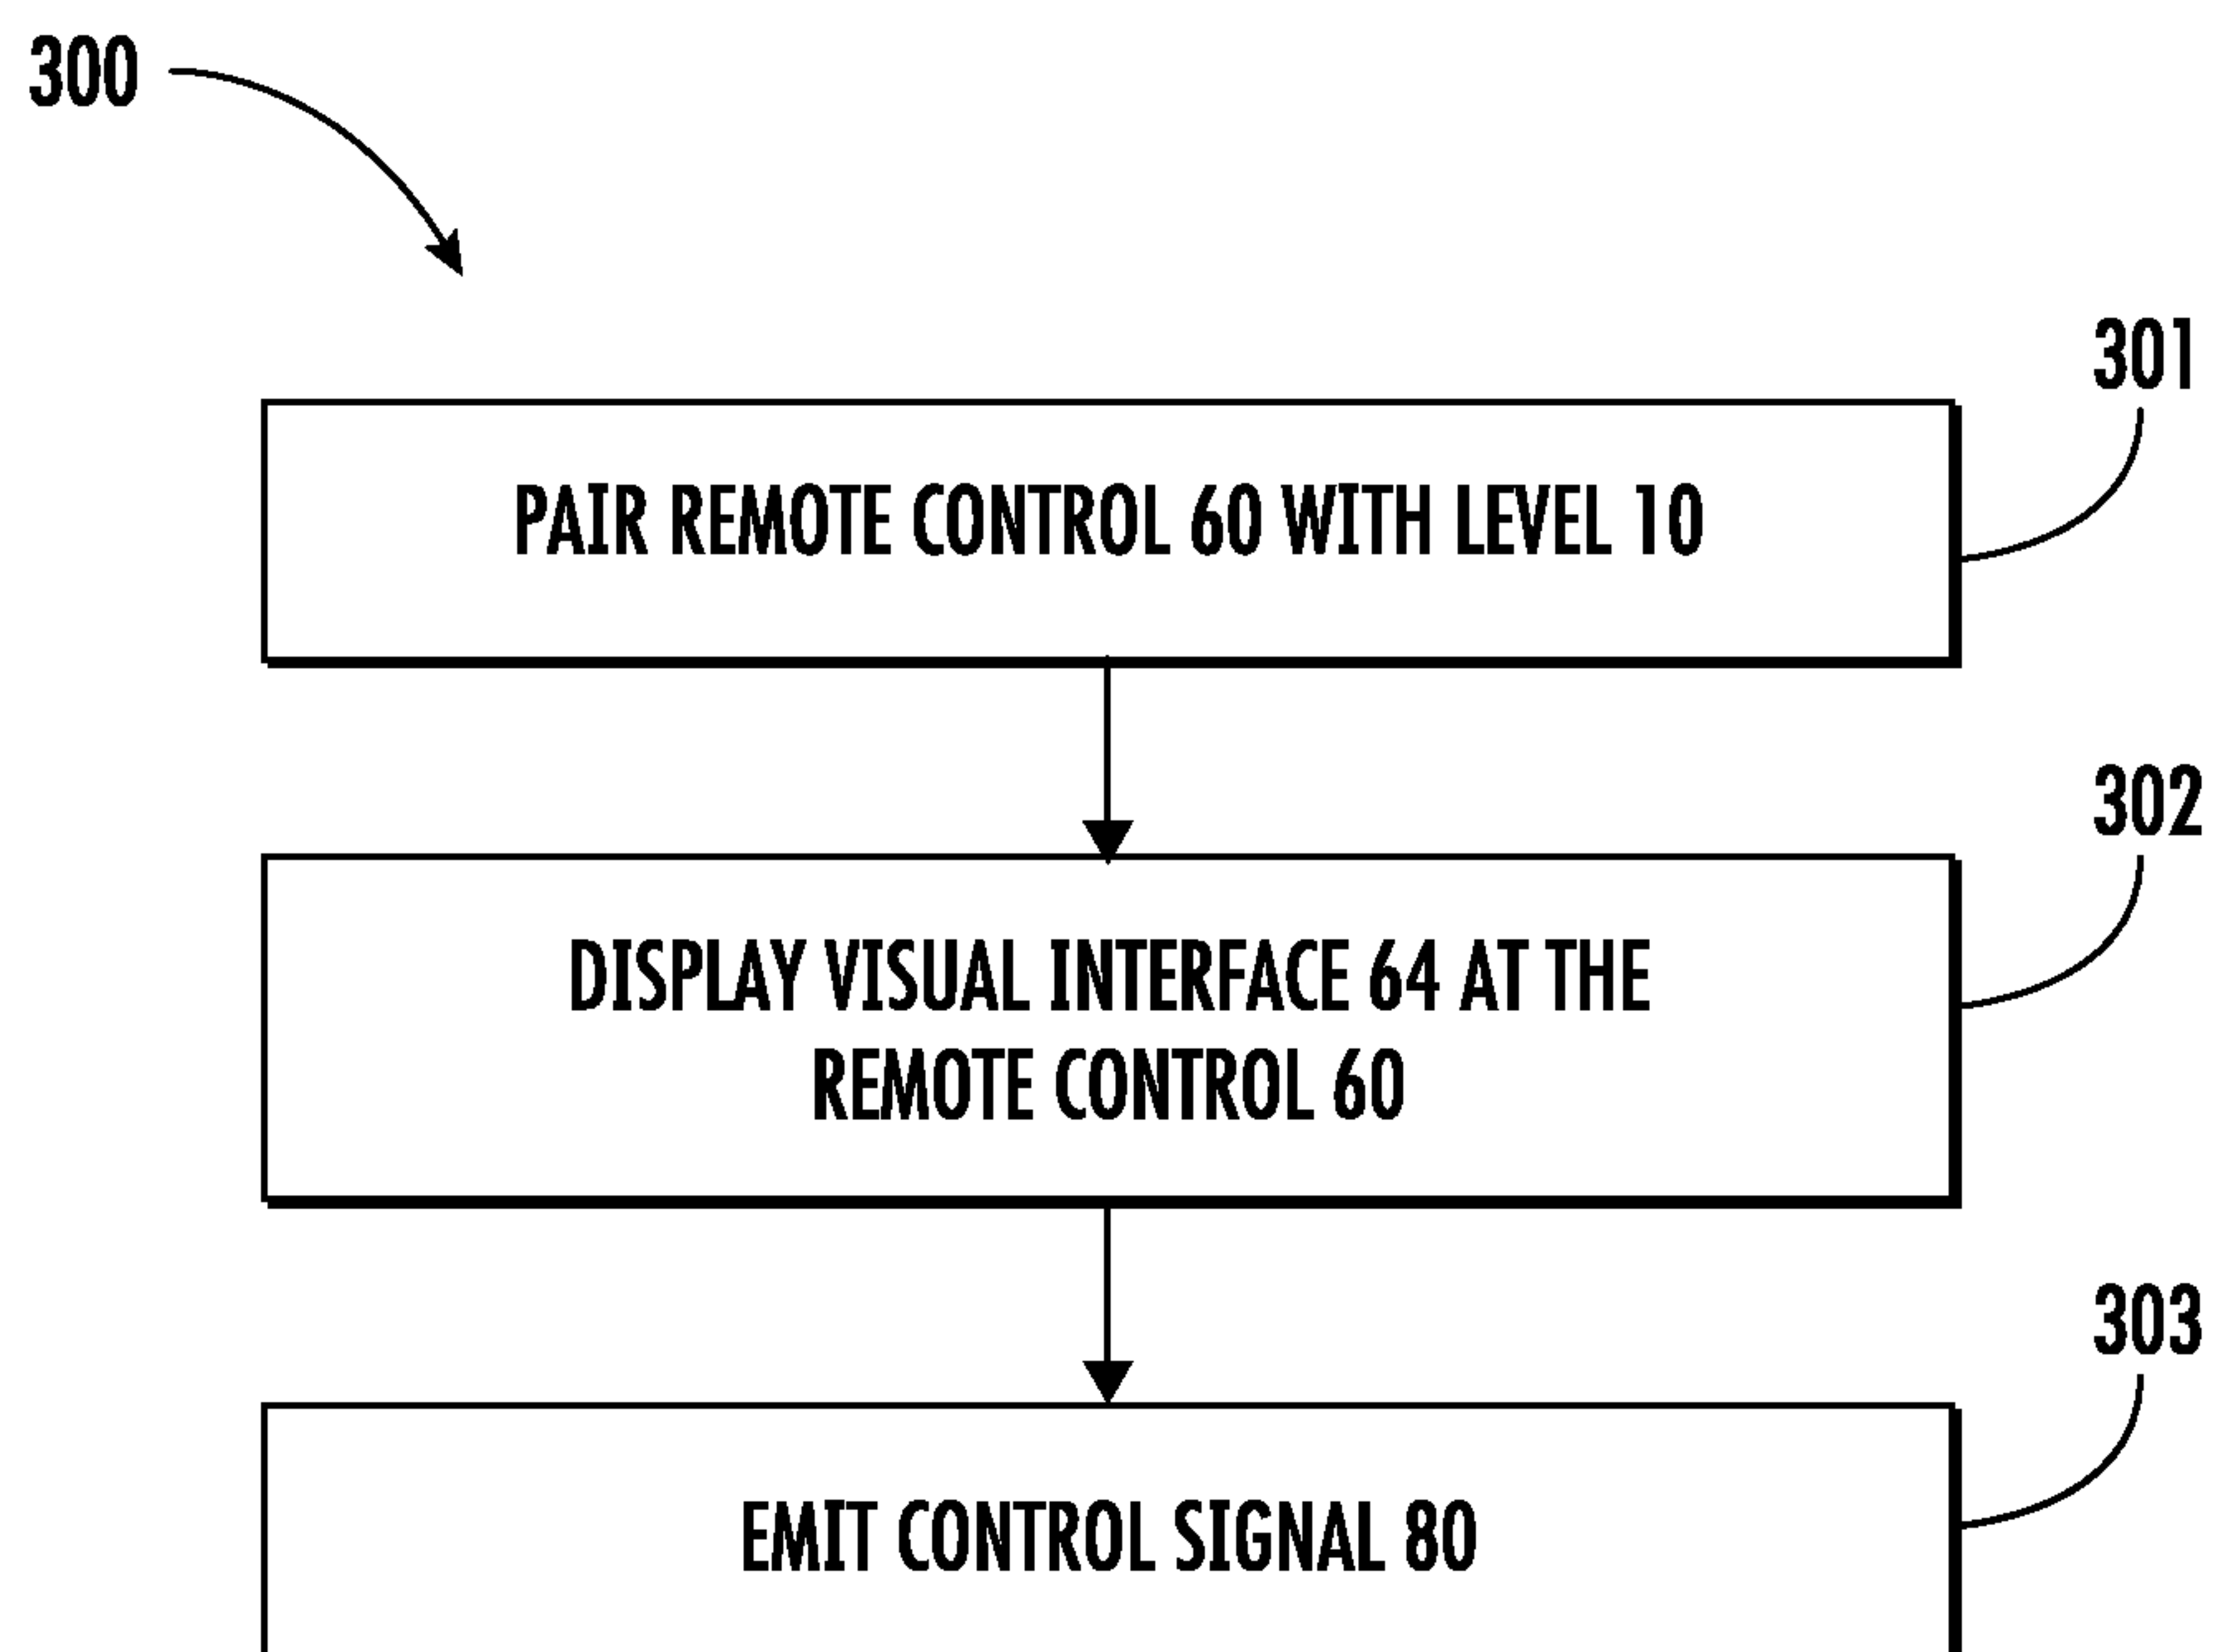 300
301
PAIR REMOTE CONTROL 60 WITH LEVEL 10
302
DISPLAY VISUAL INTERFACE 64 AT THE
REMOTE CONTROL 60
303
EMIT CONTROL SIGNAL 80